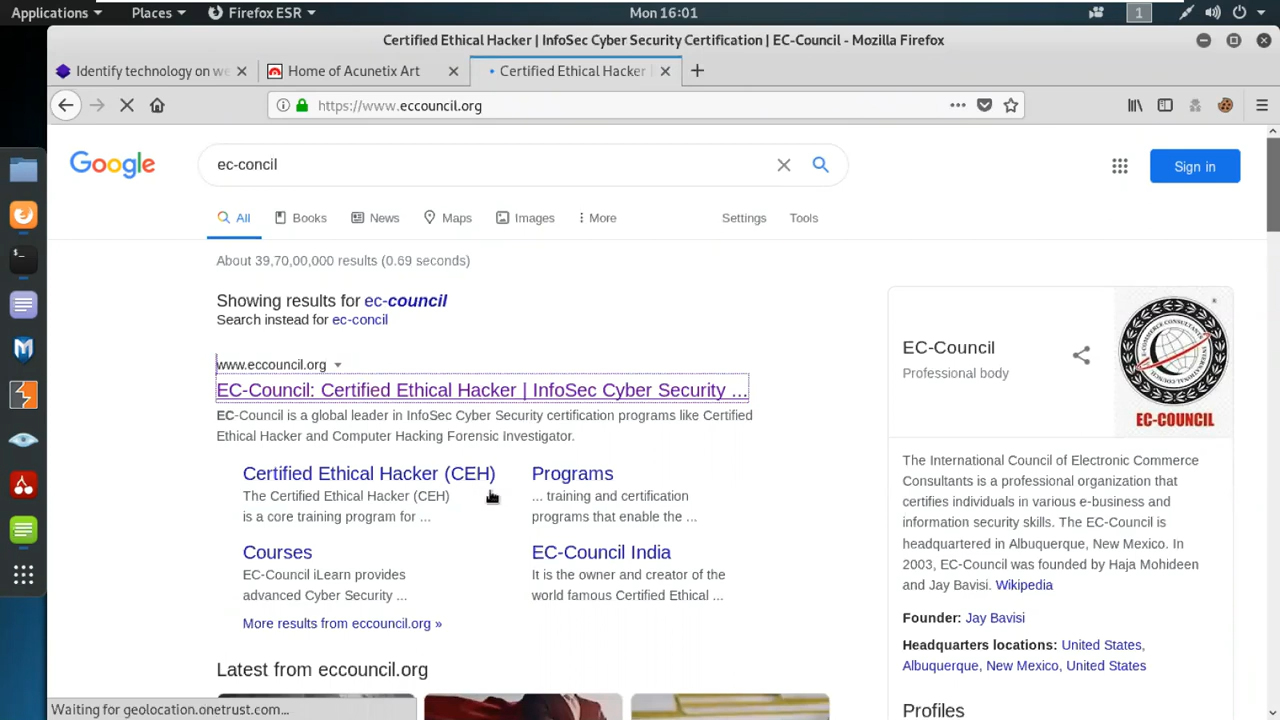 Applications
Places
Firefox ESR
Mon 16:01
1
Certified Ethical Hacker | InfoSec Cyber Security Certification | EC-Council - Mozilla Firefox
Identify technology on we
Home of Acunetix Art
Certified Ethical Hacker |
https://www.eccouncil.org
Google
ec-concil
Sign in
All
Books
News
Maps
Images
More
Settings
Tools
About 39,70,00,000 results (0.69 seconds)
Showing results for ec-council
Search instead for ec-concil
www.eccouncil.org
EC-Council: Certified Ethical Hacker | InfoSec Cyber Security ...
EC-Council is a global leader in InfoSec Cyber Security certification programs like Certified
Ethical Hacker and Computer Hacking Forensic Investigator.
Certified Ethical Hacker (CEH)
The Certified Ethical Hacker (CEH)
is a core training program for ...
Programs
... training and certification
programs that enable the ...
Courses
EC-Council iLearn provides
advanced Cyber Security ...
EC-Council India
It is the owner and creator of the
world famous Certified Ethical ...
More results from eccouncil.org »
Latest from eccouncil.org
EC-Council
Professional body
EC-COUNCIL
The International Council of Electronic Commerce
Consultants is a professional organization that
certifies individuals in various e-business and
information security skills. The EC-Council is
headquartered in Albuquerque, New Mexico. In
2003, EC-Council was founded by Haja Mohideen
and Jay Bavisi. Wikipedia
Founder: Jay Bavisi
Headquarters locations: United States,
Albuquerque, New Mexico, United States
Profiles
Waiting for geolocation.onetrust.com...